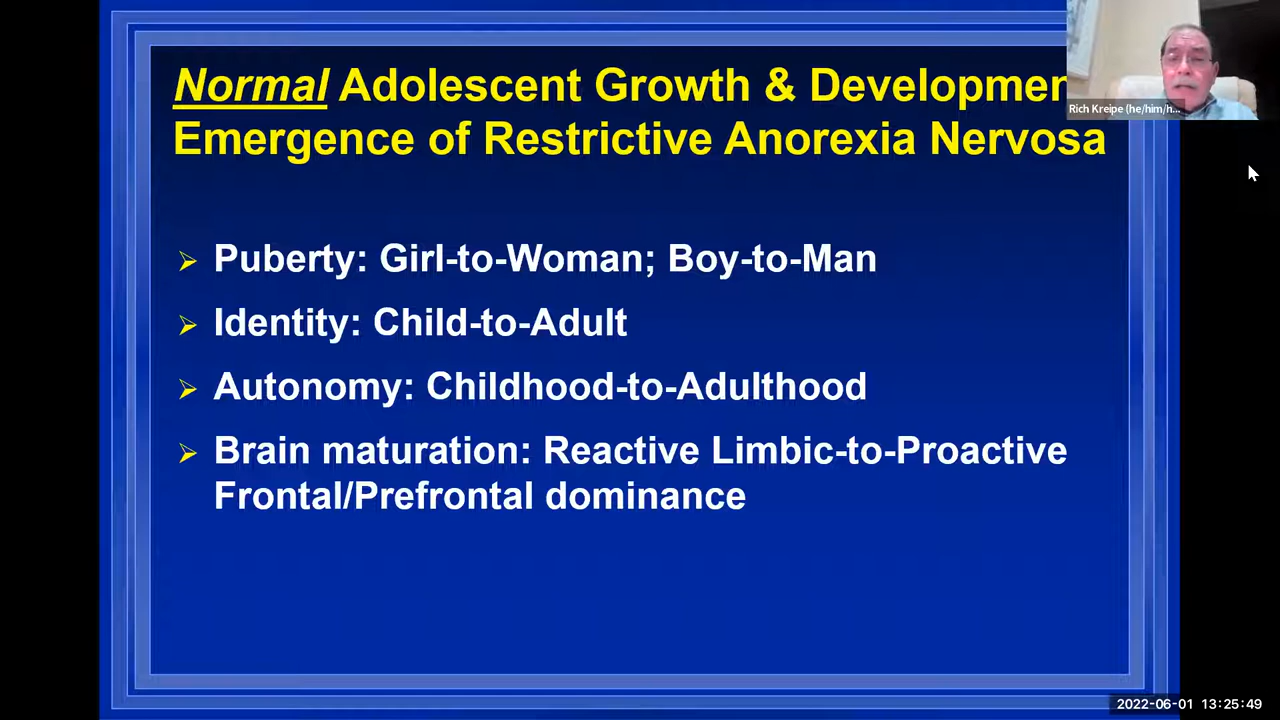 Normal Adolescent Growth & Developmen
Emergence of Restrictive Anorexia Nervosa
Rich Kreipe (he/him/h...
➢ Puberty: Girl-to-Woman; Boy-to-Man
➢ Identity: Child-to-Adult
➢ Autonomy: Childhood-to-Adulthood
➢ Brain maturation: Reactive Limbic-to-Proactive
Frontal/Prefrontal dominance
2022-06-01 13:25:49